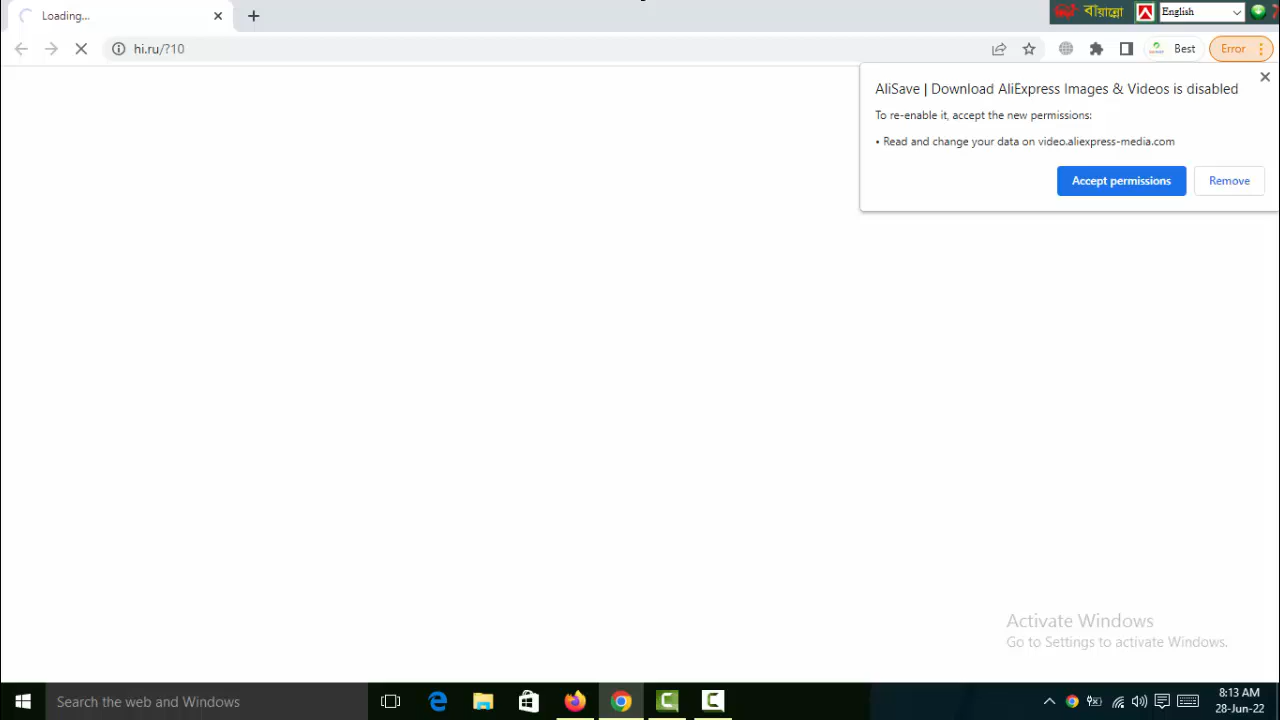 Loading...
বায়ান্নো
English
hi.ru/?10
Best
Error
AliSave | Download AliExpress Images & Videos is disabled
To re-enable it, accept the new permissions:
• Read and change your data on video.aliexpress-media.com
Accept permissions
Remove
Activate Windows
Go to Settings to activate Windows.
Search the web and Windows
8:13 AM
28-Jun-22